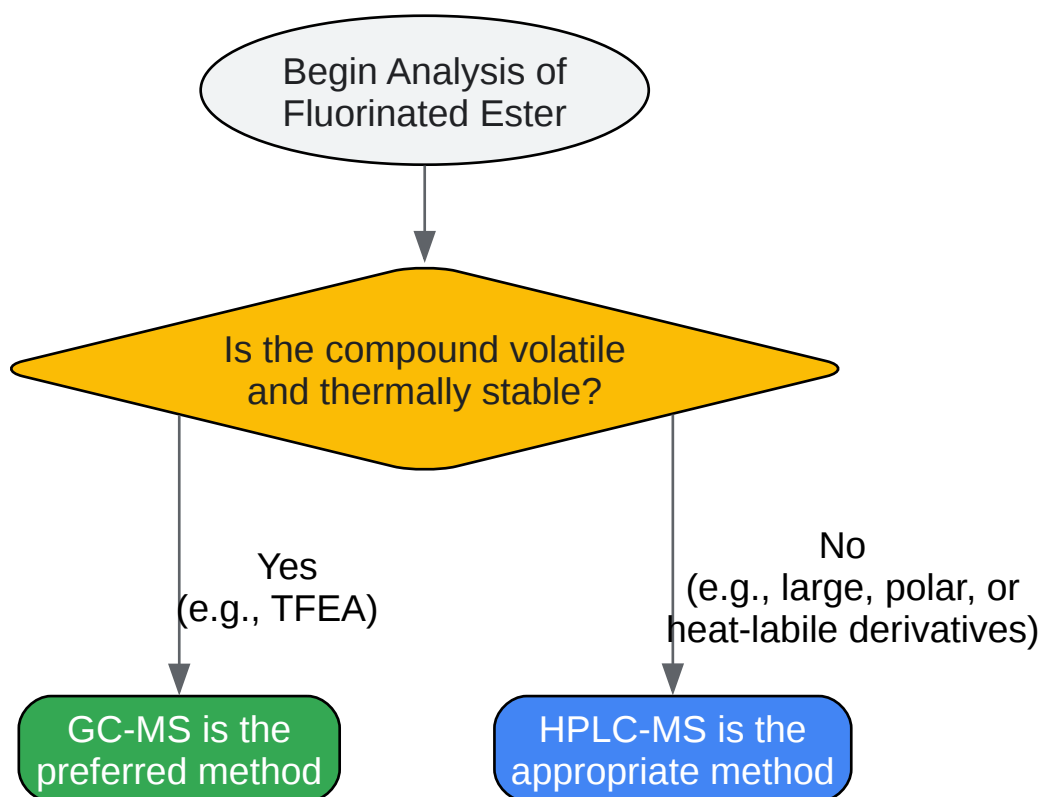 Begin Analysis of
Fluorinated Ester
Is the compound volatile
and thermally stable?
Yes
(e.g., TFEA)
No
(e.g., large, polar, or
heat-labile derivatives)
GC-MS is the
preferred method
HPLC-MS is the
appropriate method